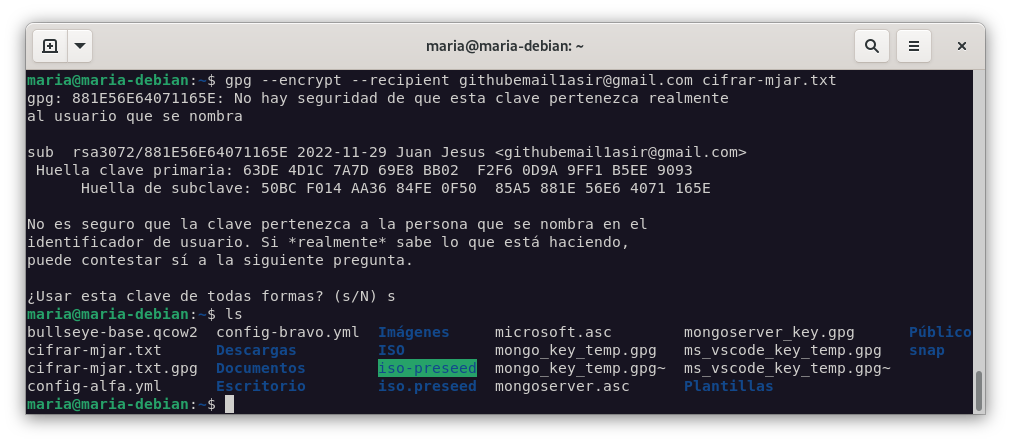 maria@maria-debian: ~
maria@maria-debian:~$ gpg --encrypt --recipient githubemail1asir@gmail.com cifrar-mjar.txt
gpg: 881E56E64071165E: No hay seguridad de que esta clave pertenezca realmente
al usuario que se nombra
sub  rsa3072/881E56E64071165E 2022-11-29 Juan Jesus <githubemail1asir@gmail.com>
 Huella clave primaria: 63DE 4D1C 7A7D 69E8 BB02  F2F6 0D9A 9FF1 B5EE 9093
      Huella de subclave: 50BC F014 AA36 84FE 0F50  85A5 881E 56E6 4071 165E
No es seguro que la clave pertenezca a la persona que se nombra en el
identificador de usuario. Si *realmente* sabe lo que está haciendo,
puede contestar sí a la siguiente pregunta.
¿Usar esta clave de todas formas? (s/N) s
maria@maria-debian:~$ ls
bullseye-base.qcow2  config-bravo.yml  Imágenes     microsoft.asc        mongoserver_key.gpg      Público
cifrar-mjar.txt      Descargas         ISO          mongo_key_temp.gpg   ms_vscode_key_temp.gpg   snap
cifrar-mjar.txt.gpg  Documentos        iso-preseed  mongo_key_temp.gpg~  ms_vscode_key_temp.gpg~
config-alfa.yml      Escritorio        iso.preseed  mongoserver.asc      Plantillas
maria@maria-debian:~$